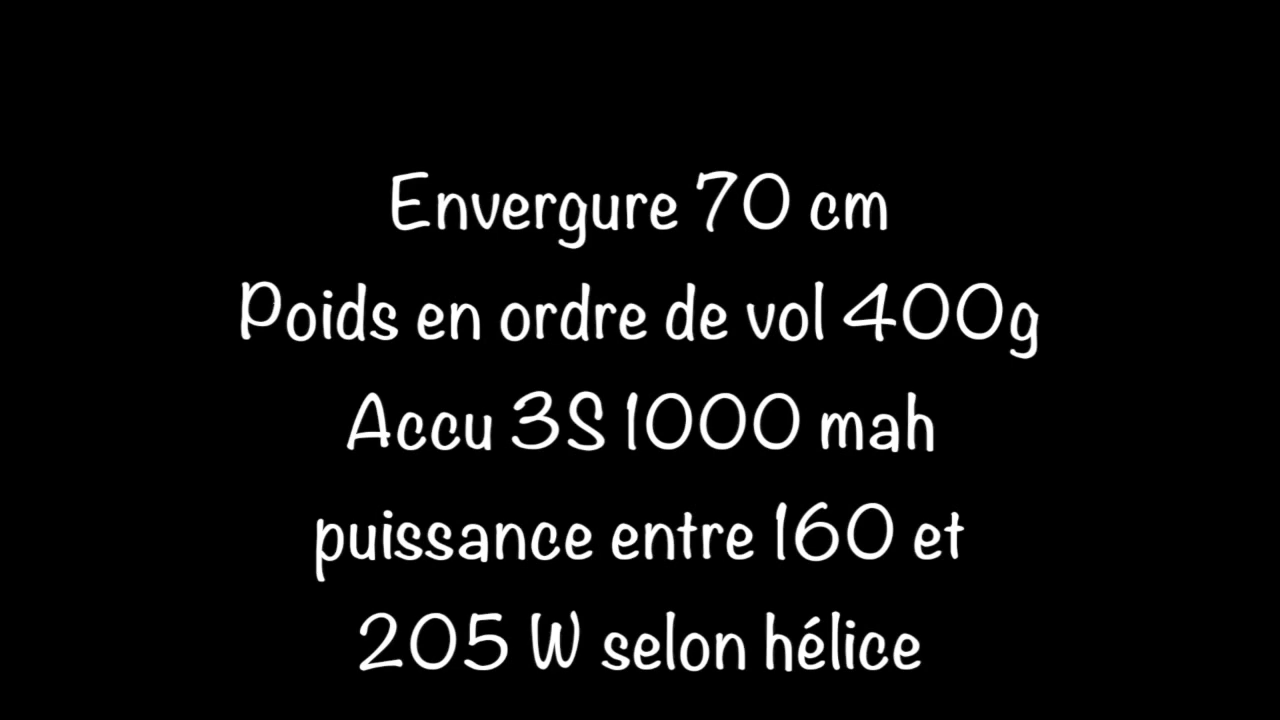 Envergure 70 cm
Poids en ordre de vol 400g
Accu 3S 1000 mah
puissance entre 160 et
205 W selon hélice